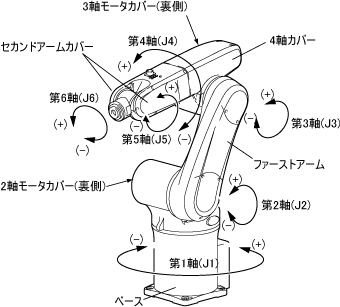 3軸モータカバー(裏側)
セカンドアームカバー
第4軸(J4)
4軸カバー
(+)
(+)
第6軸(J6)
(+)
(-)
(-)
第5軸(J5)
(-)
(-)
(+)
第3軸(J3)
ファーストアーム
2軸モータカバー(裏側)
(+)
第2軸(J2)
(-)
(-)
(+)
第1軸(J1)
ベース